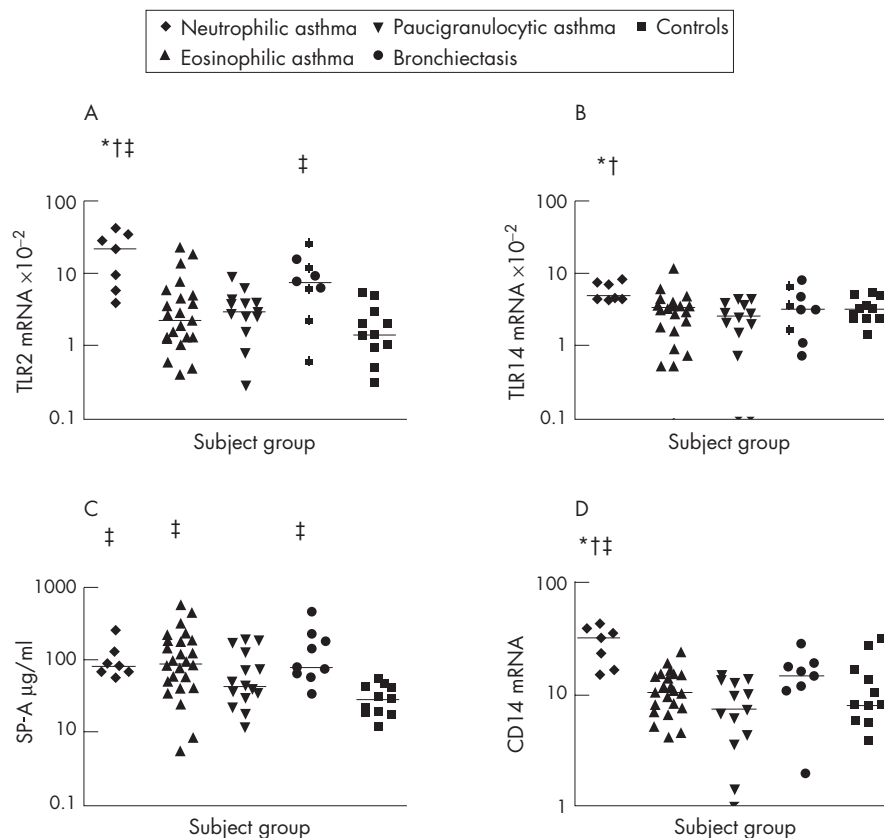 Neutrophilic asthma Paucigranulocytic asthma Controls
Eosinophilic asthma Bronchiectasis
A
*†‡ ‡
100
10
1
0.1
TLR2 mRNA ×10⁻²
Subject group
B
*†
100
10
1
0.1
TLR14 mRNA ×10⁻²
Subject group
C
‡ ‡ ‡
1000
100
10
0.1
SP-A µg/ml
Subject group
D
*†‡
100
10
1
CD14 mRNA
Subject group